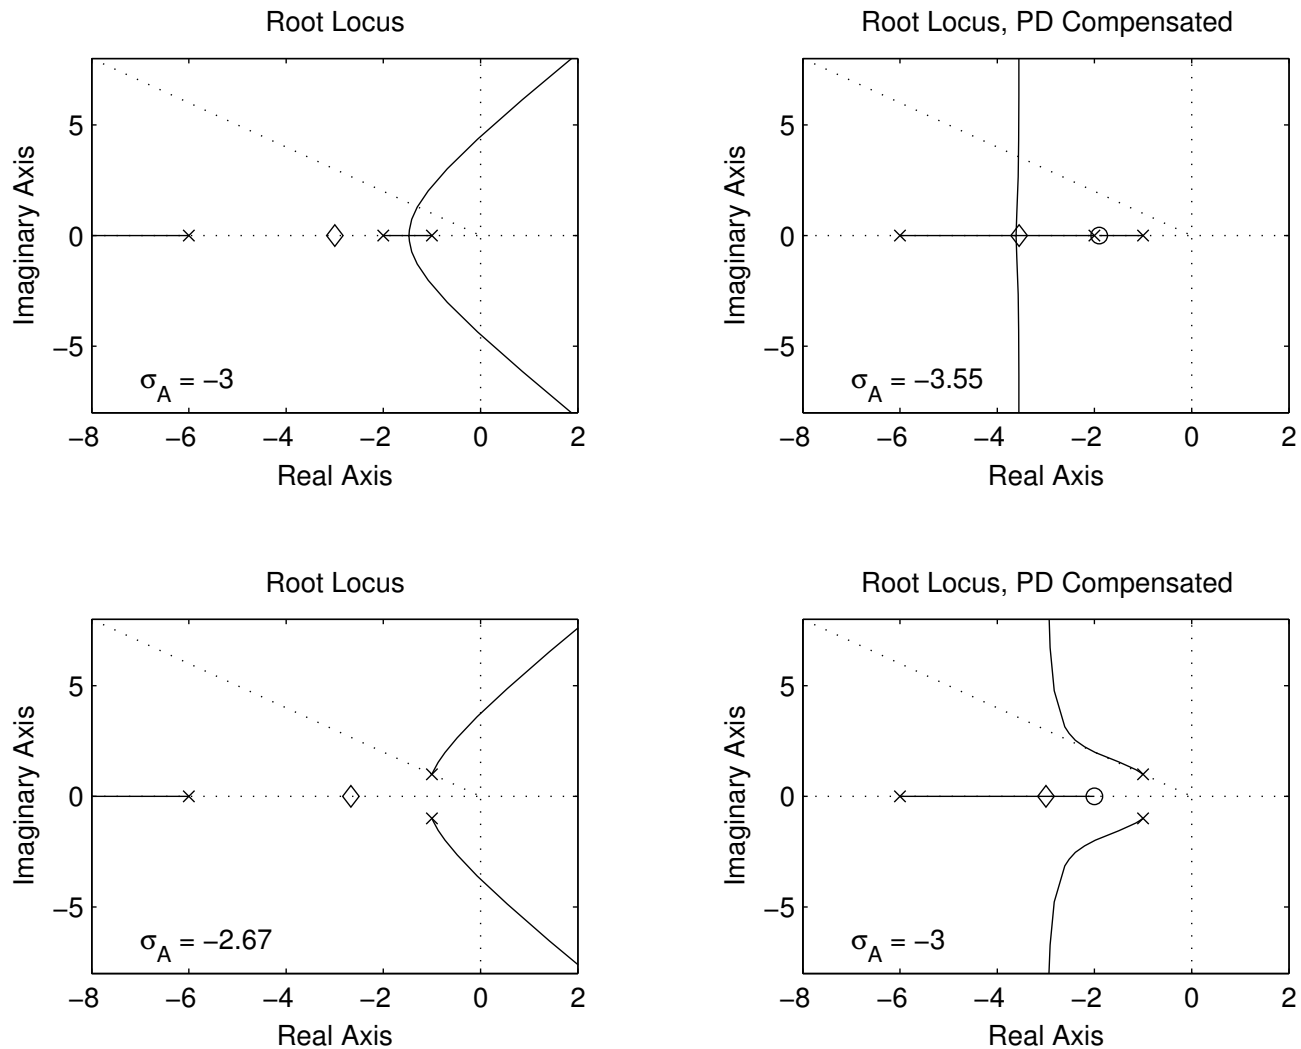 Root Locus
Root Locus, PD Compensated
5
0
−5
Imaginary Axis
σA = −3
−8 −6 −4 −2 0 2
Real Axis
5
0
−5
Imaginary Axis
σA = −3.55
−8 −6 −4 −2 0 2
Real Axis
Root Locus
Root Locus, PD Compensated
5
0
−5
Imaginary Axis
σA = −2.67
−8 −6 −4 −2 0 2
Real Axis
5
0
−5
Imaginary Axis
σA = −3
−8 −6 −4 −2 0 2
Real Axis